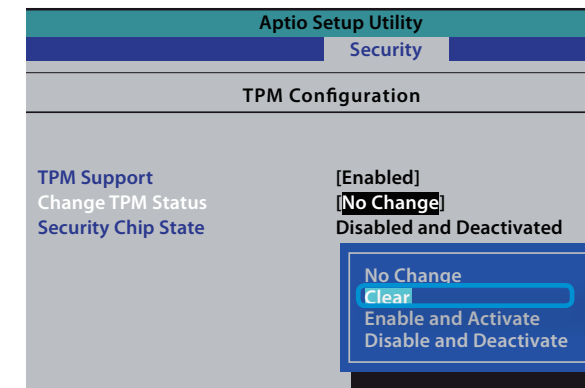 Aptio Setup Utility
Security
TPM Configuration
TPM Support [Enabled]
Change TPM Status [No Change]
Security Chip State Disabled and Deactivated
No Change
Clear
Enable and Activate
Disable and Deactivate